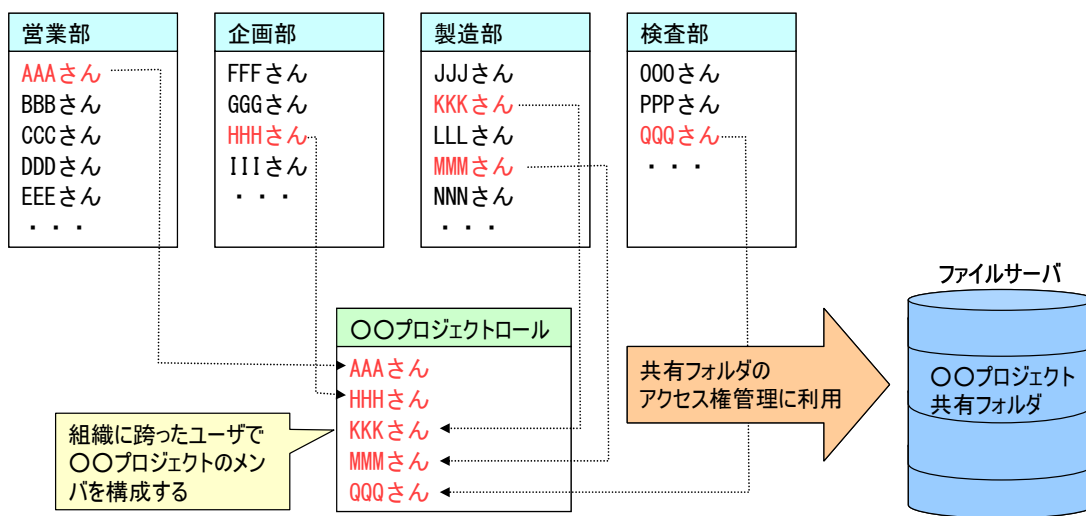 営業部
AAAさん
BBBさん
CCCさん
DDDさん
EEEさん
・・・
企画部
FFFさん
GGGさん
HHHさん
IIIさん
・・・
製造部
JJJさん
KKKさん
LLLさん
MMMさん
NNNさん
・・・
検査部
OOOさん
PPPさん
QQQさん
・・・
〇〇プロジェクトロール
AAAさん
HHHさん
KKKさん
MMMさん
QQQさん
組織に跨ったユーザで
〇〇プロジェクトのメン
バを構成する
共有フォルダの
アクセス権管理に利用
ファイルサーバ
〇〇プロジェクト
共有フォルダ